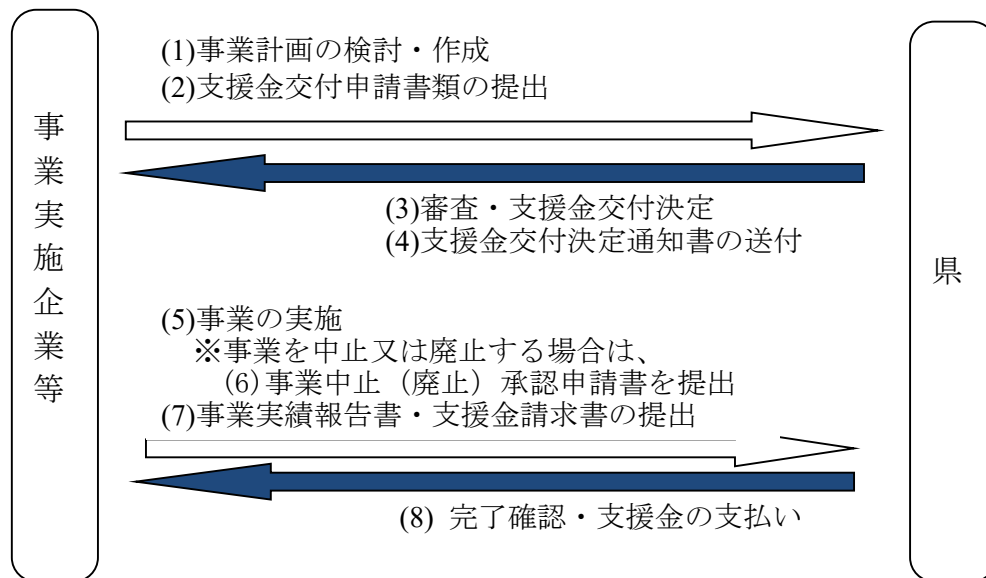 事業実施企業等
(1)事業計画の検討・作成
(2)支援金交付申請書類の提出
(3)審査・支援金交付決定
(4)支援金交付決定通知書の送付
(5)事業の実施
※事業を中止又は廃止する場合は、
(6)事業中止（廃止）承認申請書を提出
(7)事業実績報告書・支援金請求書の提出
(8) 完了確認・支援金の支払い
県